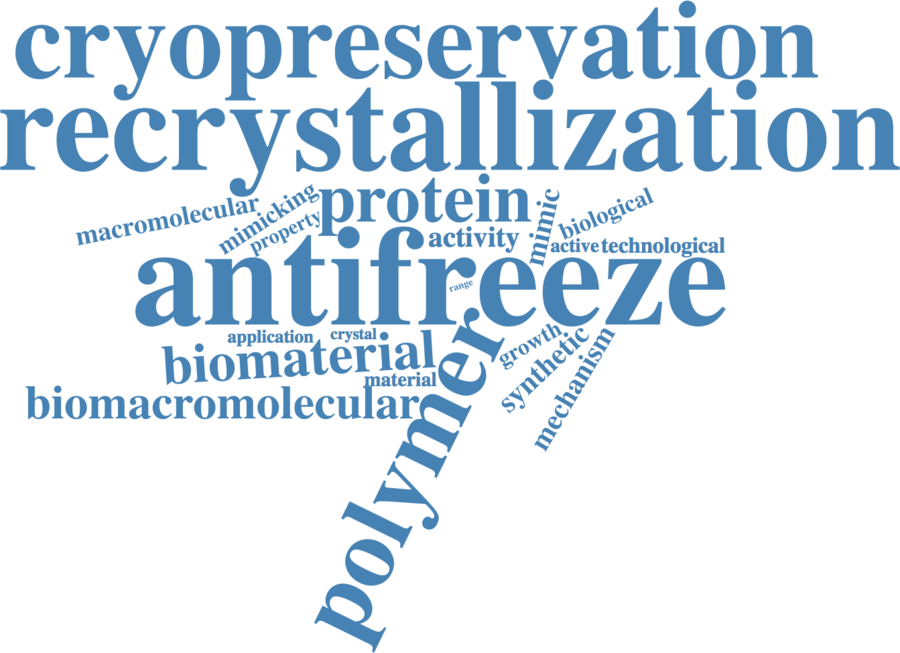 cryopreservation
recrystallization
macromolecular
mimicking
property
protein
activity
mimic
biological
active
technological
antifreeze
range
application
crystal
biomaterial
material
biomacromolecular
polymer
growth
synthetic
mechanism